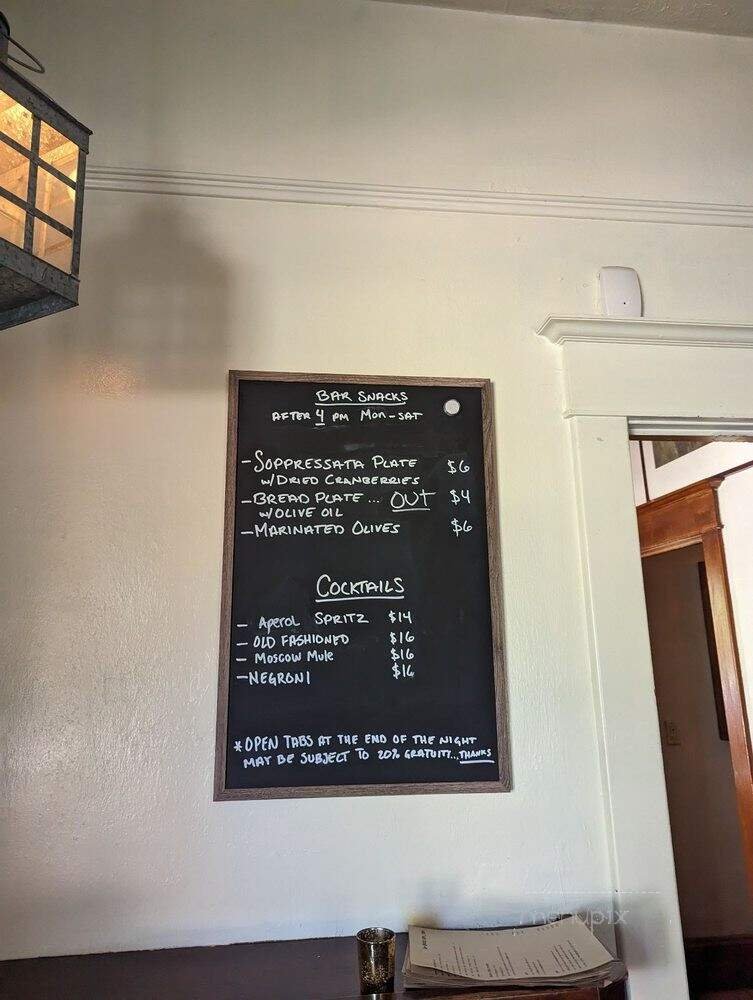 BAR SNACKS
AFTER 4 PM MON-SAT
-SOPPRESSATA PLATE $6
w/DRIED CRANBERRIES
-BREAD PLATE ... OUT $4
w/OLIVE OIL
-MARINATED OLIVES $6
COCKTAILS
- Aperol SPRITZ $14
- OLD FASHIONED $16
- Moscow Mule $16
-NEGRONI $16
*OPEN TABS AT THE END OF THE NIGHT
MAY BE SUBJECT TO 20% GRATUITY...THANKS
menupix